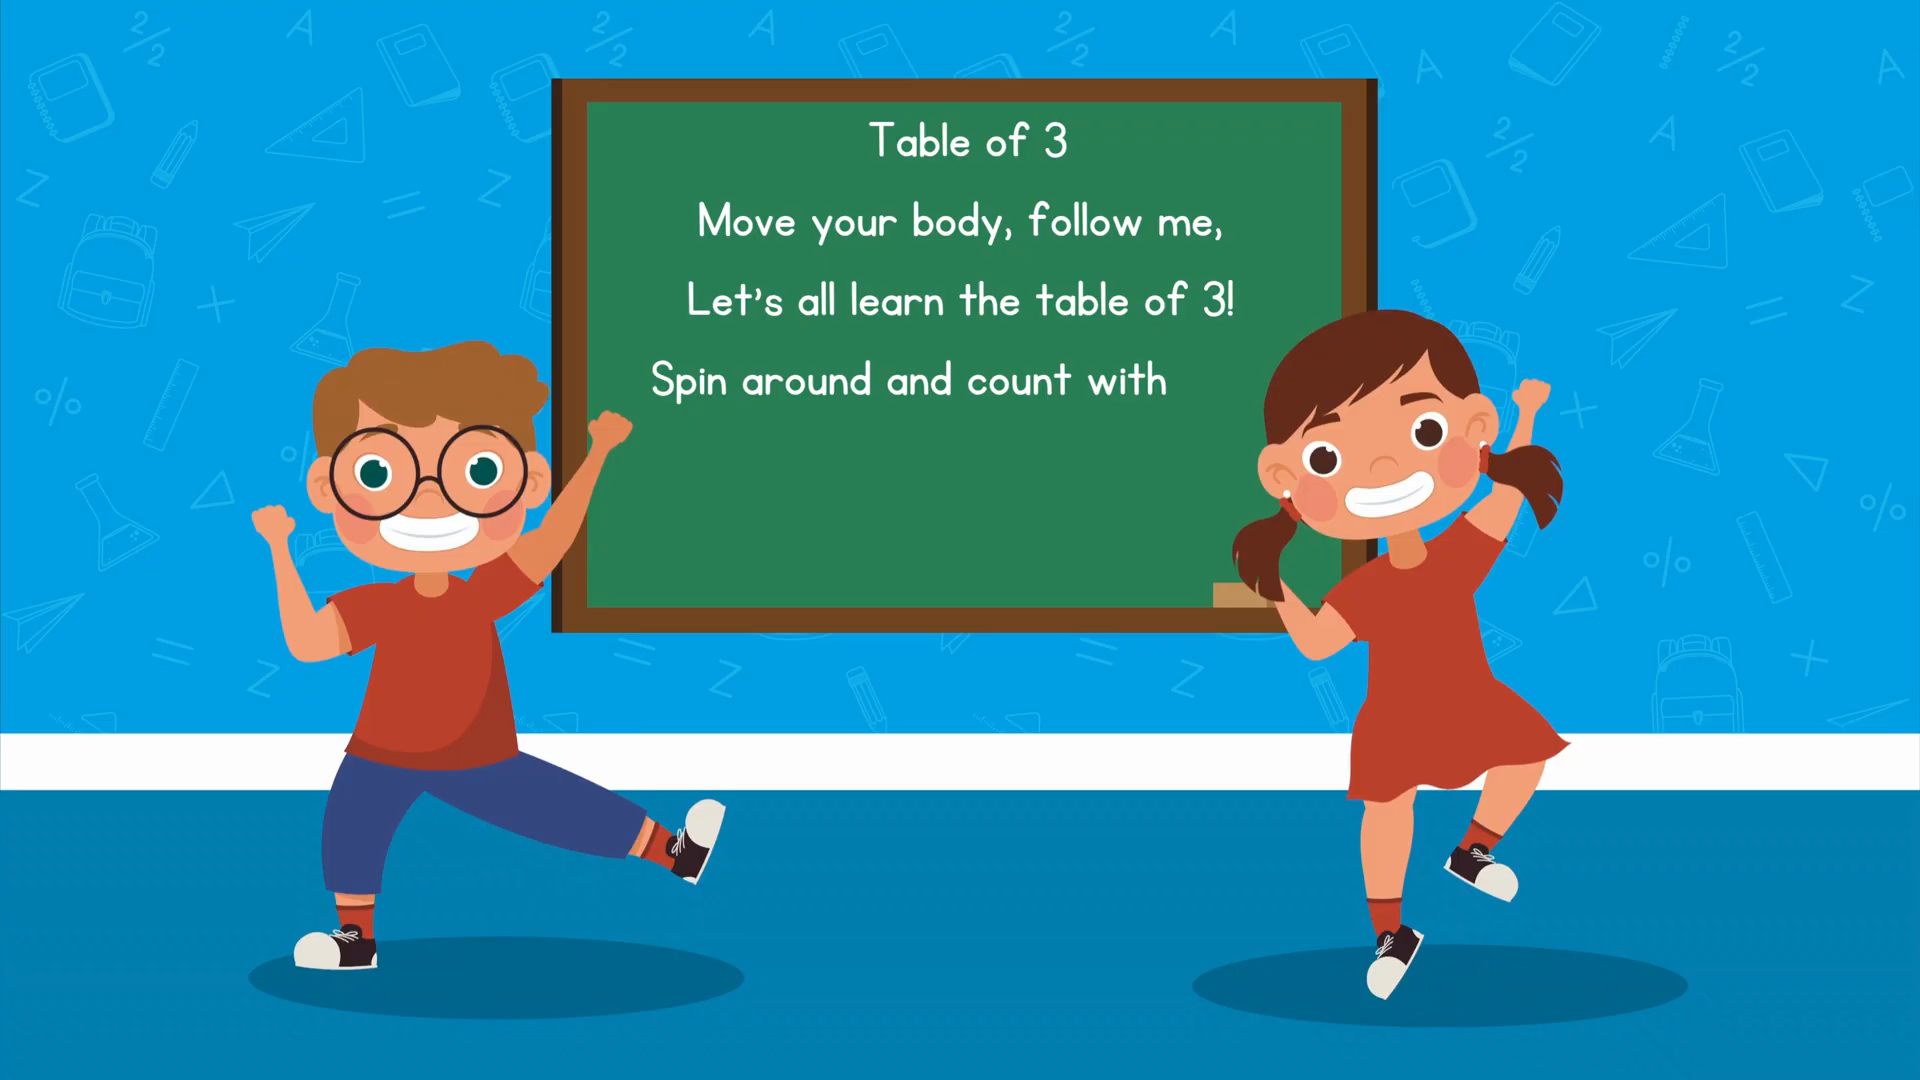 Table of 3
Move your body, follow me,
Let's all learn the table of 3!
Spin around and count with